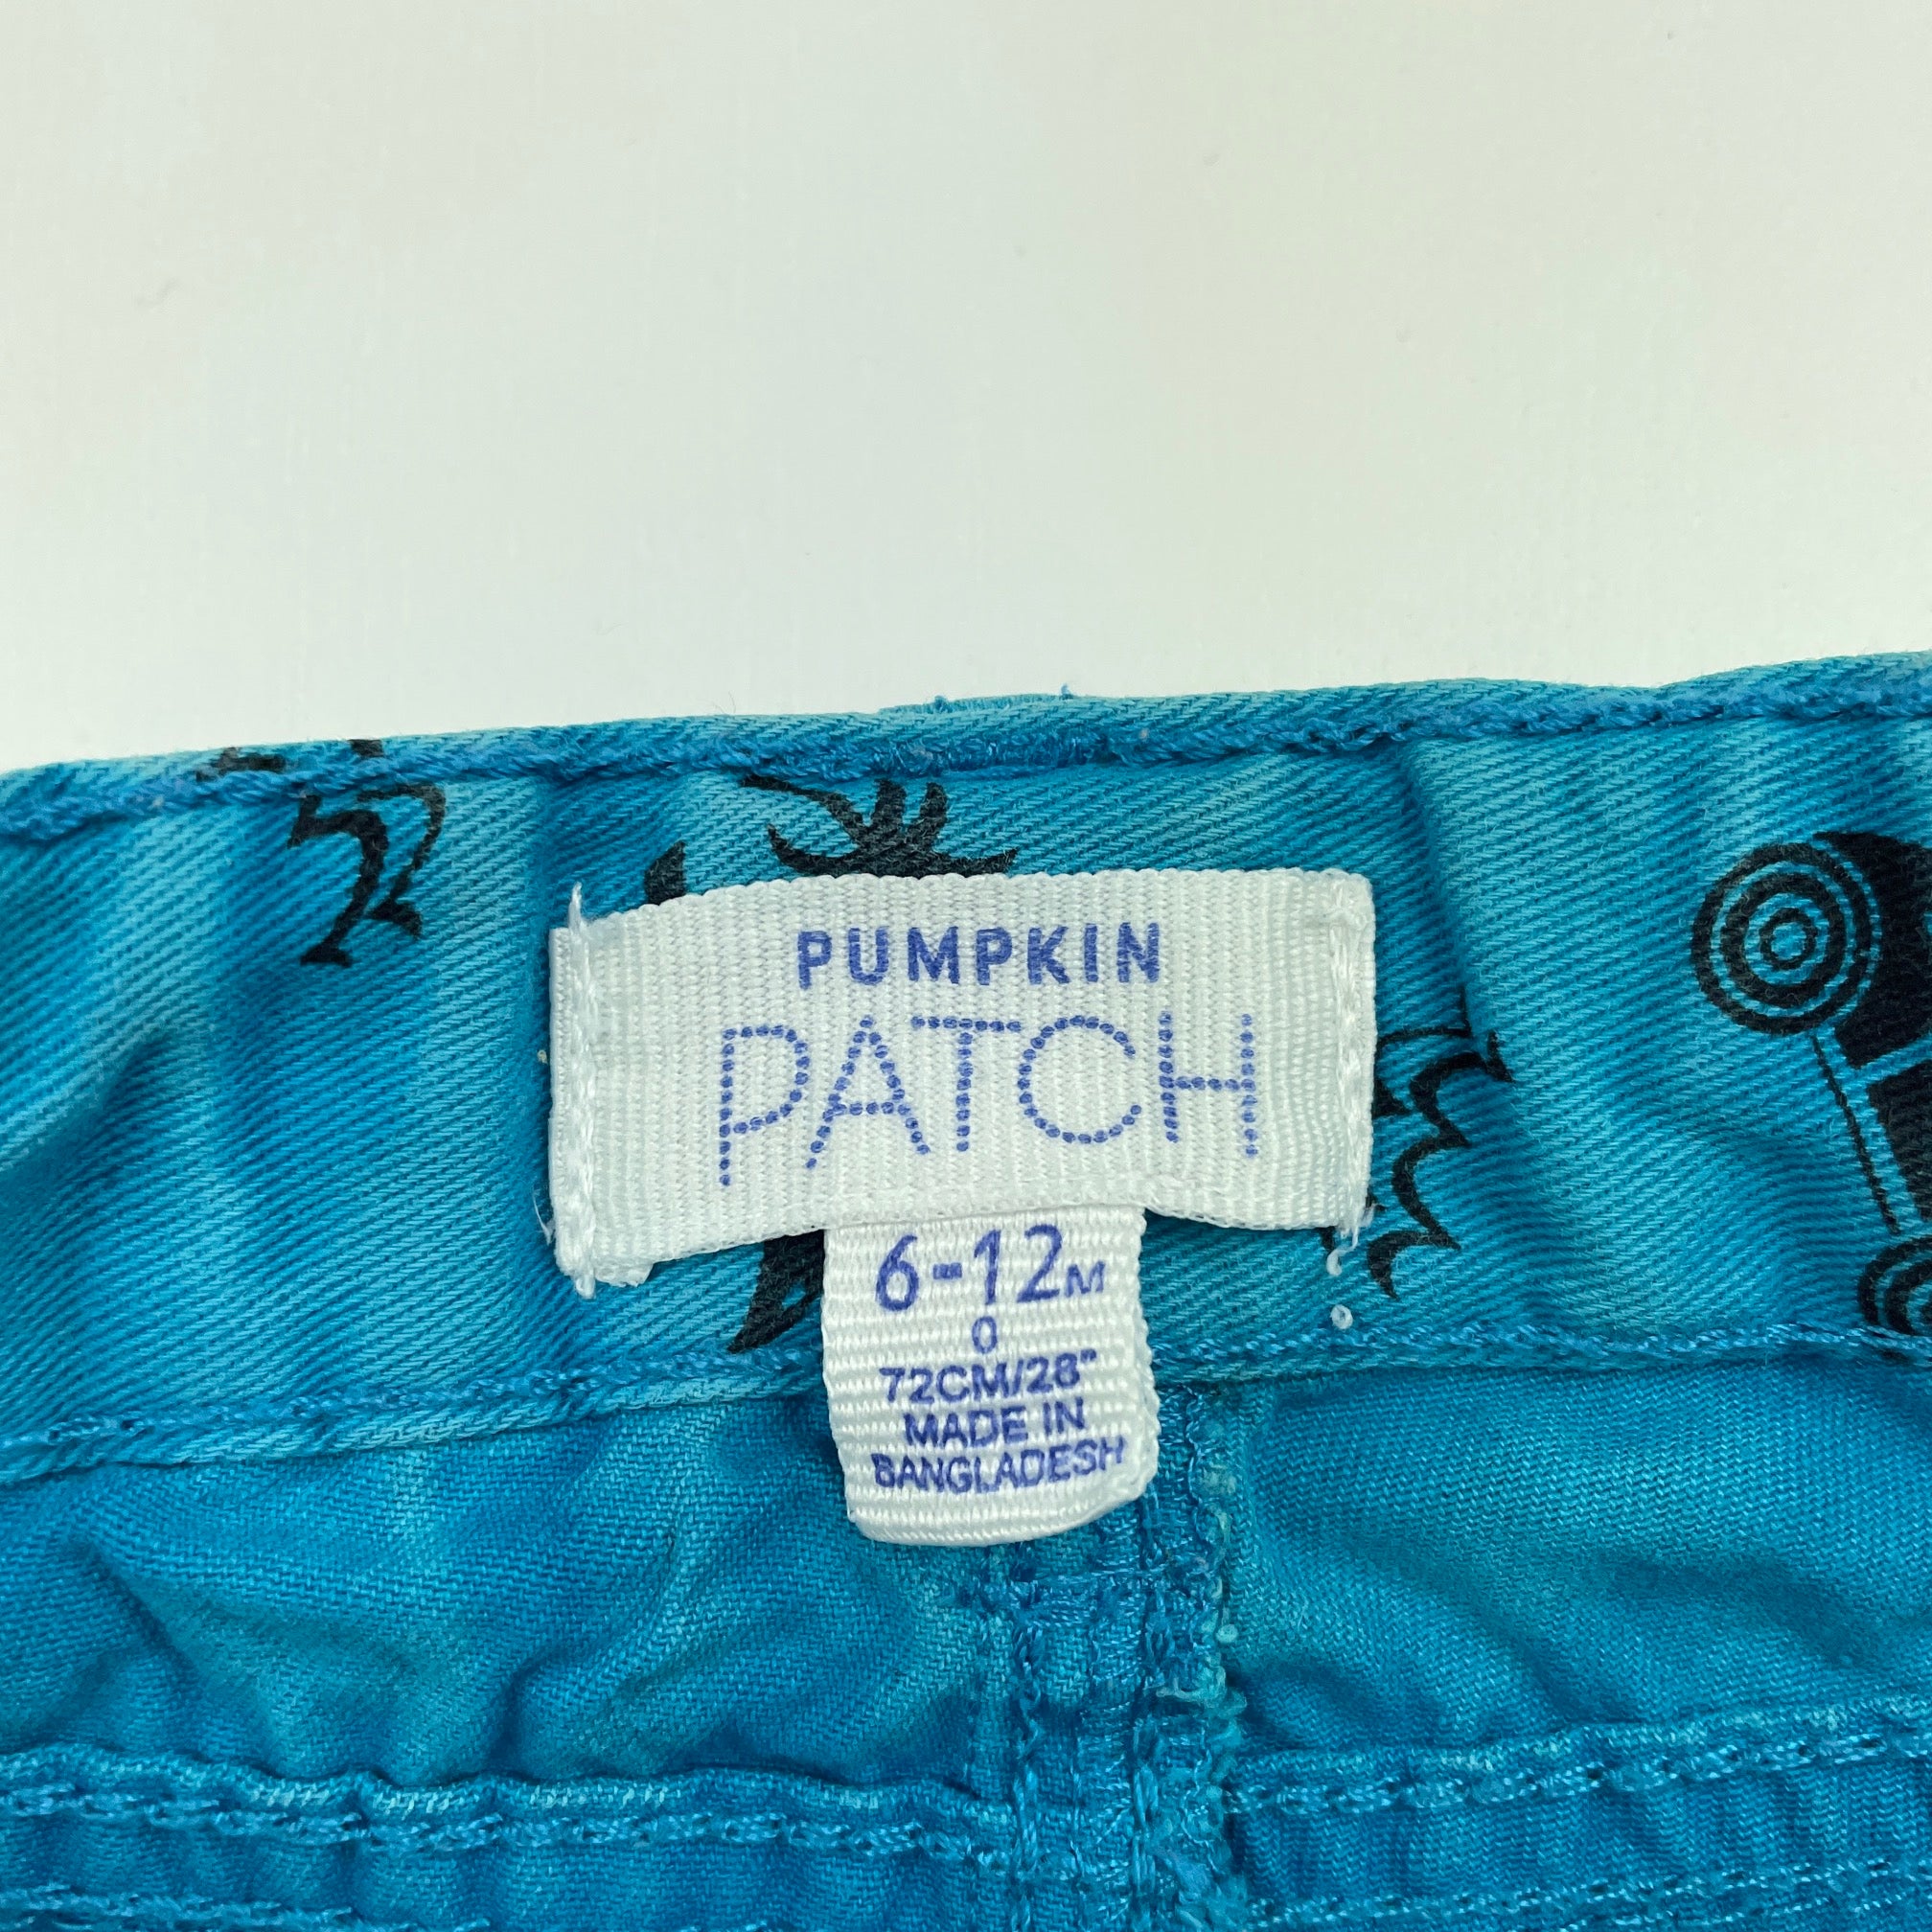 PUMPKIN
PATCH
6-12M
0
72CM/28"
MADE IN
BANGLADESH